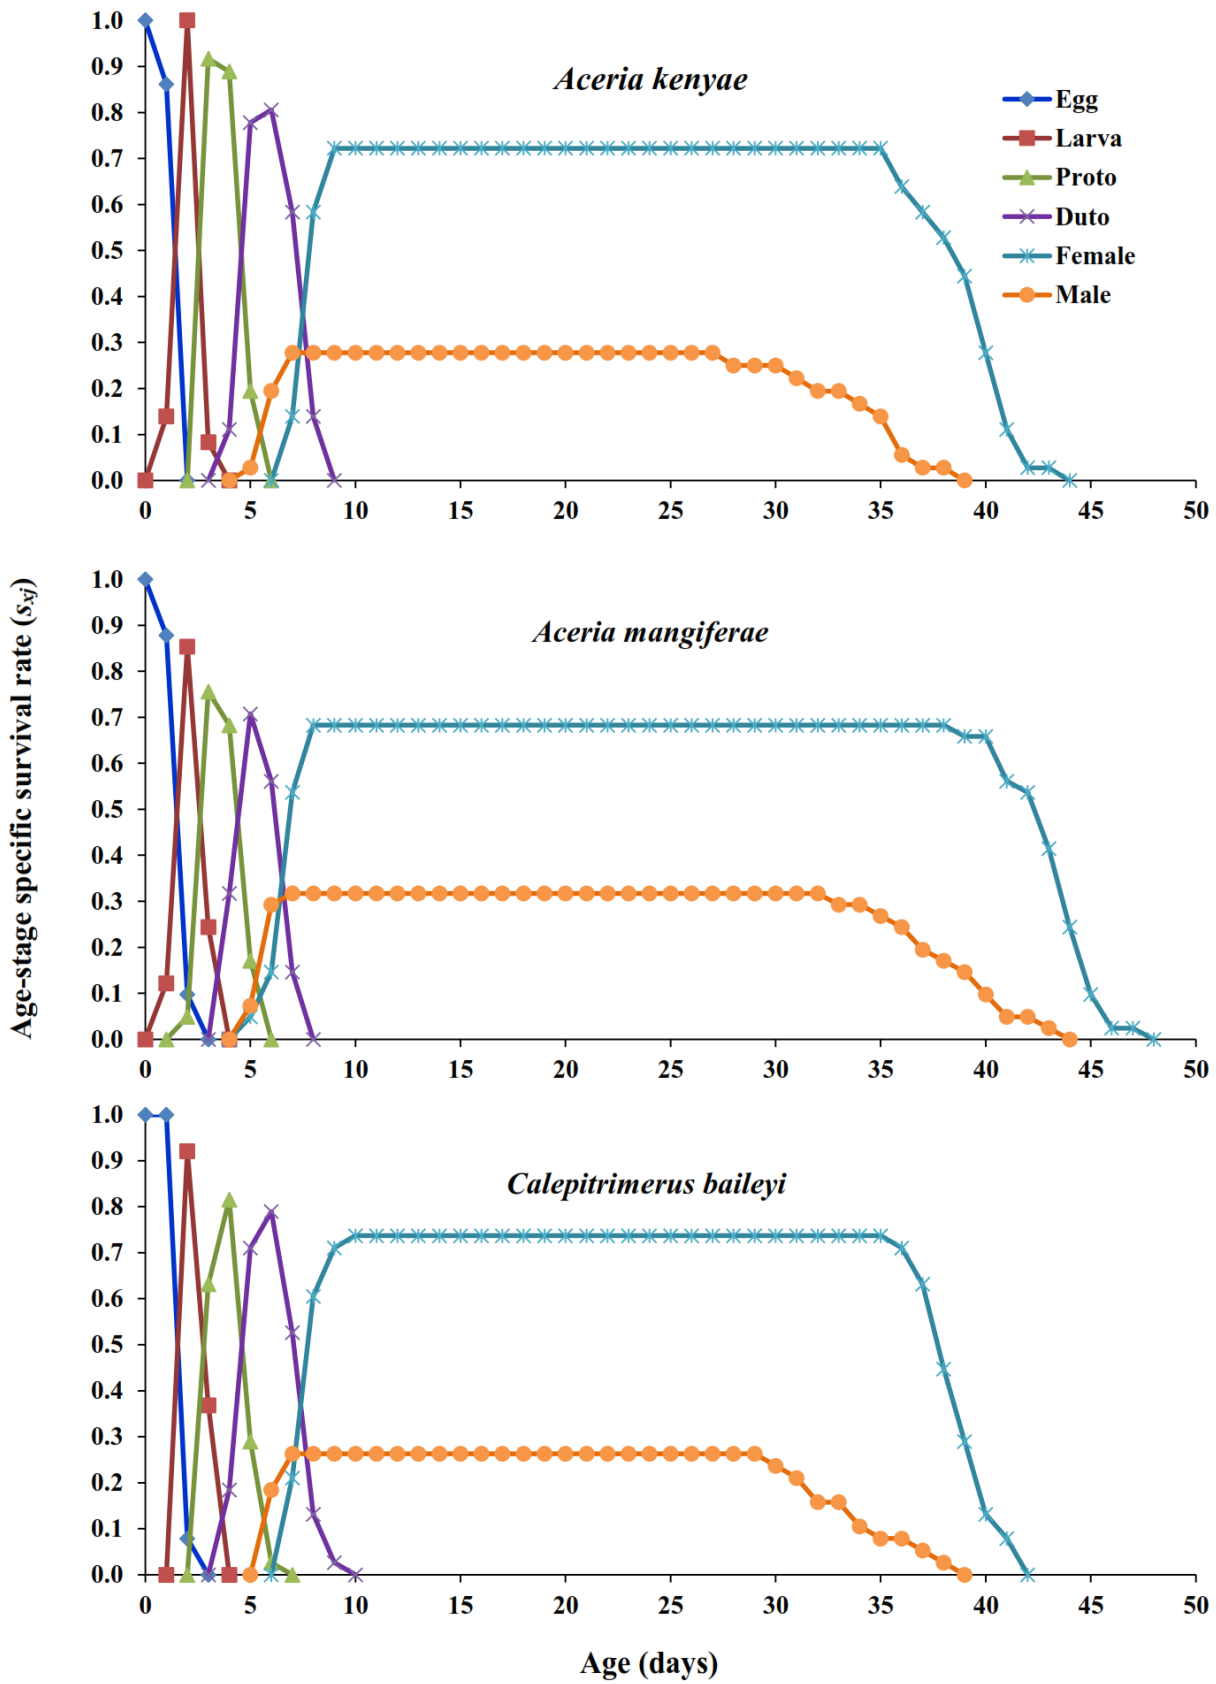 Aceria kenyae
Egg
Larva
Proto
Duto
Female
Male
1.0
0.9
0.8
0.7
0.6
0.5
0.4
0.3
0.2
0.1
0.0
0 5 10 15 20 25 30 35 40 45 50
Age-stage specific survival rate (sxj)
Aceria mangiferae
1.0
0.9
0.8
0.7
0.6
0.5
0.4
0.3
0.2
0.1
0.0
0 5 10 15 20 25 30 35 40 45 50
Calepitrimerus baileyi
1.0
0.9
0.8
0.7
0.6
0.5
0.4
0.3
0.2
0.1
0.0
0 5 10 15 20 25 30 35 40 45 50
Age (days)